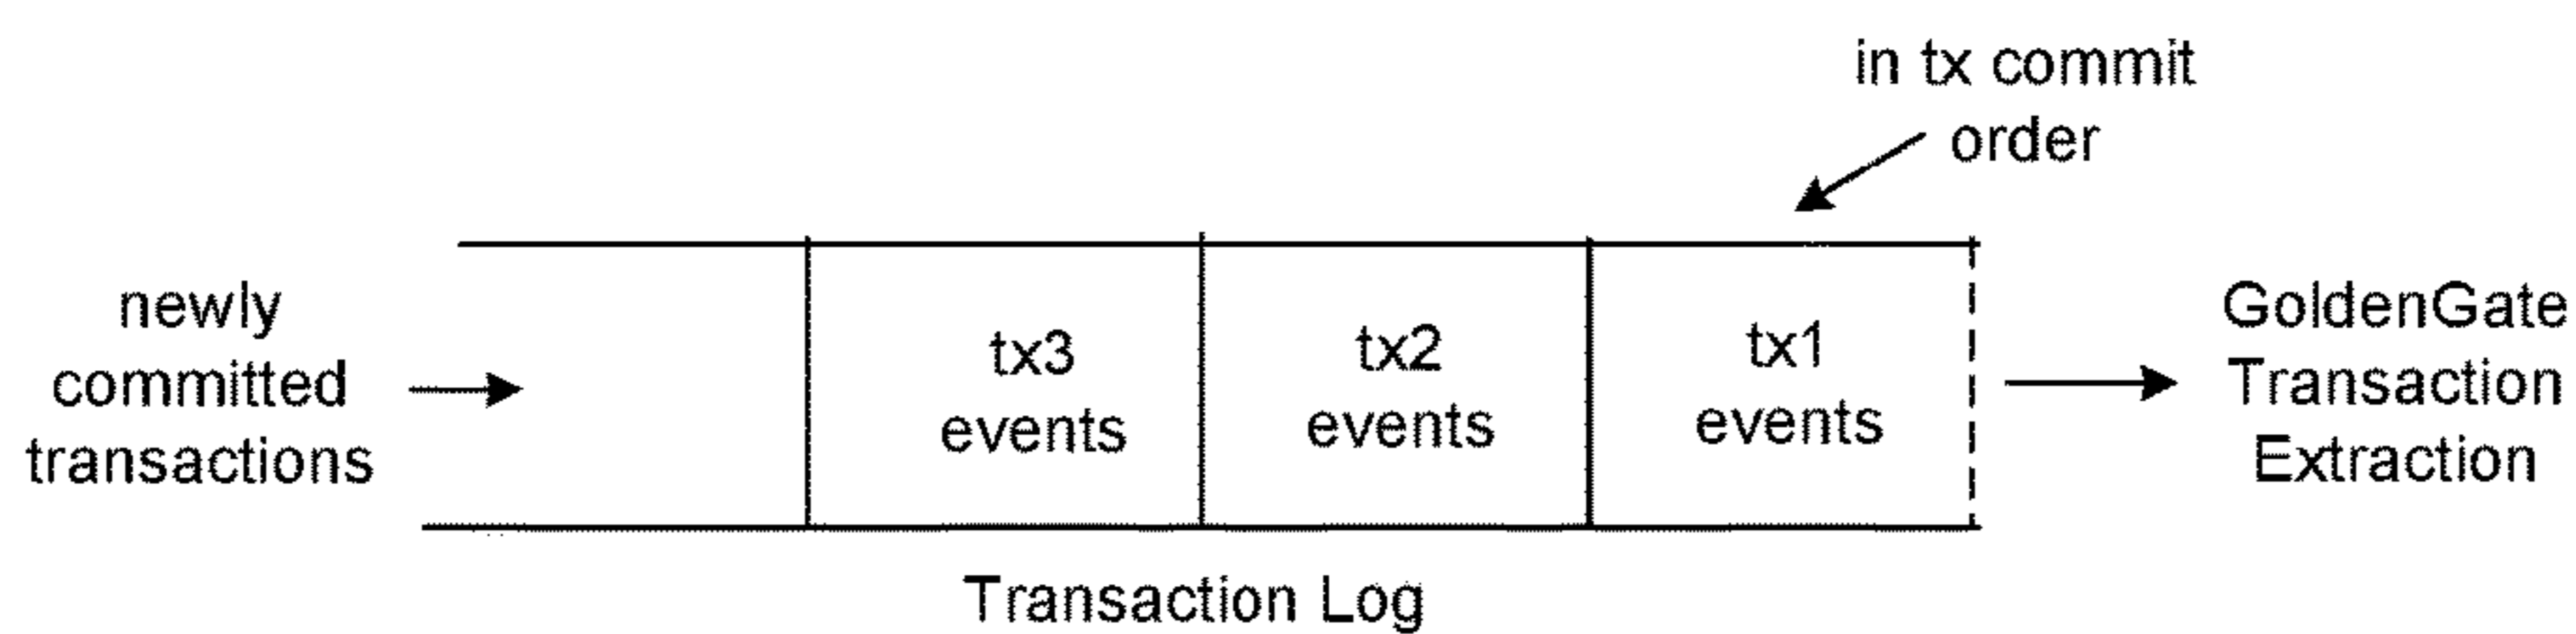 in tx commit
order
newly
committed
transactions
tx3
events
tx2
events
tx1
events
GoldenGate
Transaction
Extraction
Transaction Log